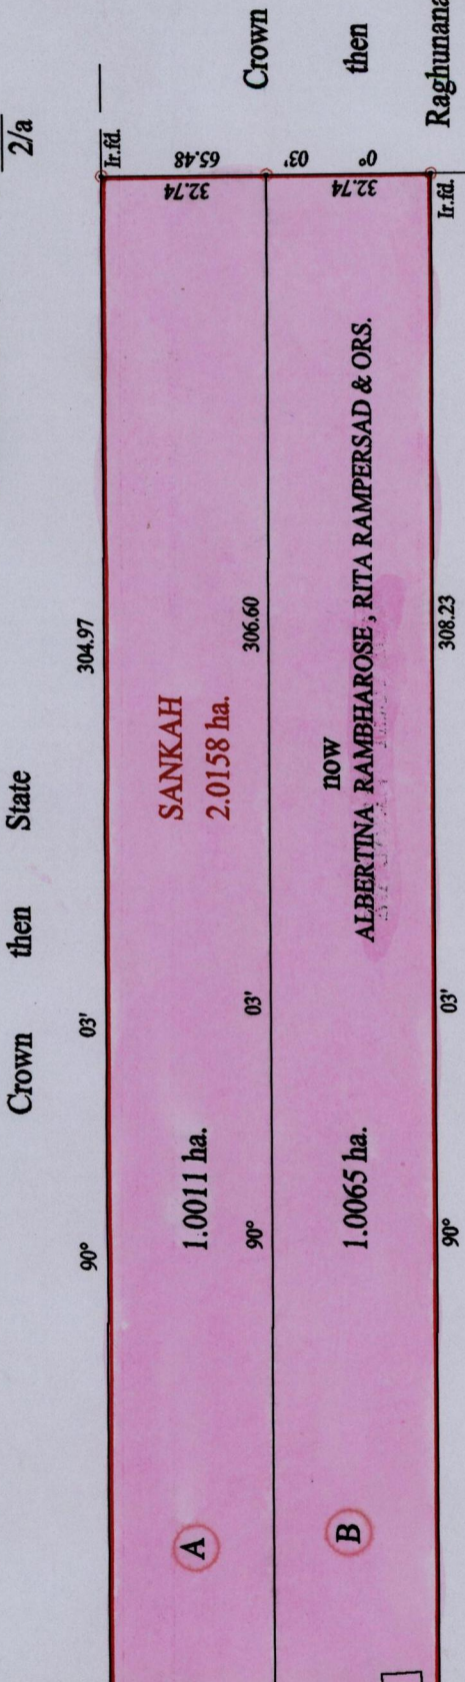 2/a
Crown then State
90° 03' 304.97
Ir.fd.
65.48
32.74
SANKAH
2.0158 ha.
1.0011 ha.
A
90° 03' 306.60
0° 03'
32.74
now
ALBERTINA RAMBHAROSE, RITA RAMPERSAD & ORS.
1.0065 ha.
B
90° 03' 308.23
Ir.fd.
Crown
then